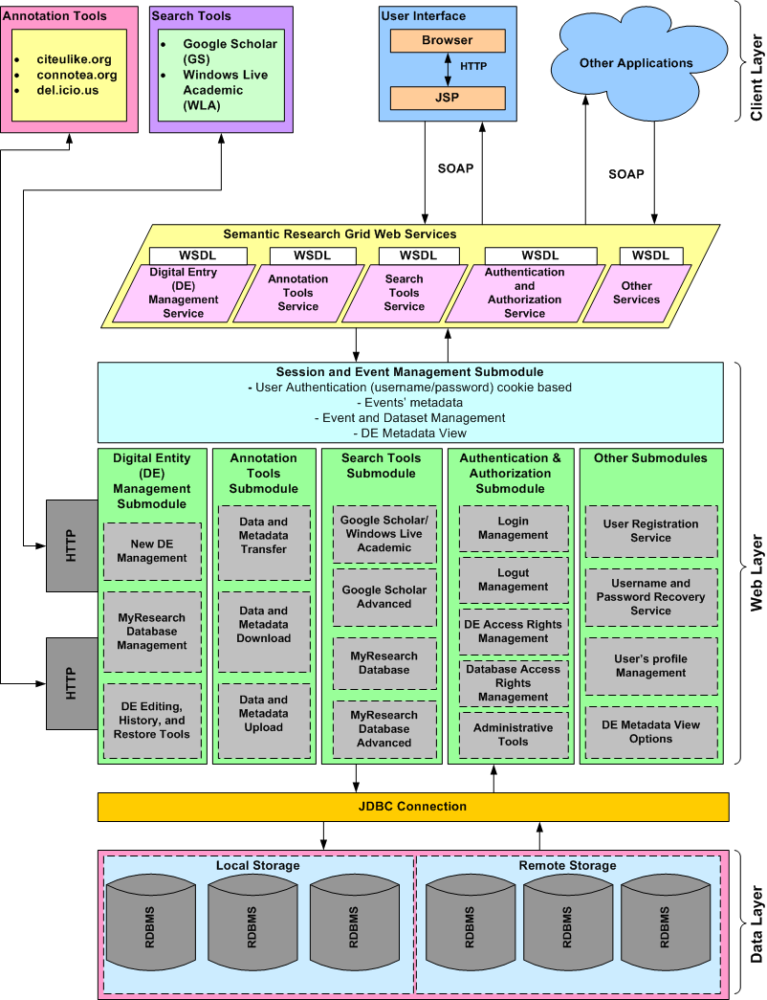 Annotation Tools
citeulike.org
connotea.org
del.icio.us
Search Tools
Google Scholar
(GS)
Windows Live
Academic
(WLA)
User Interface
Browser
HTTP
JSP
Other Applications
Client Layer
SOAP
SOAP
Semantic Research Grid Web Services
WSDL
Digital Entry
(DE)
Management
Service
WSDL
Annotation
Tools
Service
WSDL
Search
Tools
Service
WSDL
Authentication
and
Authorization
Service
WSDL
Other
Services
Session and Event Management Submodule
- User Authentication (username/password) cookie based
- Events' metadata
- Event and Dataset Management
- DE Metadata View
HTTP
HTTP
Digital Entity
(DE)
Management
Submodule
New DE
Management
MyResearch
Database
Management
DE Editing,
History, and
Restore Tools
Annotation
Tools
Submodule
Data and
Metadata
Transfer
Data and
Metadata
Download
Data and
Metadata
Upload
Search Tools
Submodule
Google Scholar/
Windows Live
Academic
Google Scholar
Advanced
MyResearch
Database
MyResearch
Database
Advanced
Authentication &
Authorization
Submodule
Login
Management
Logut
Management
DE Access Rights
Management
Database Access
Rights
Management
Administrative
Tools
Other Submodules
User Registration
Service
Username and
Password Recovery
Service
User's profile
Management
DE Metadata View
Options
Web Layer
JDBC Connection
Local Storage
RDBMS
RDBMS
RDBMS
Remote Storage
RDBMS
RDBMS
RDBMS
Data Layer